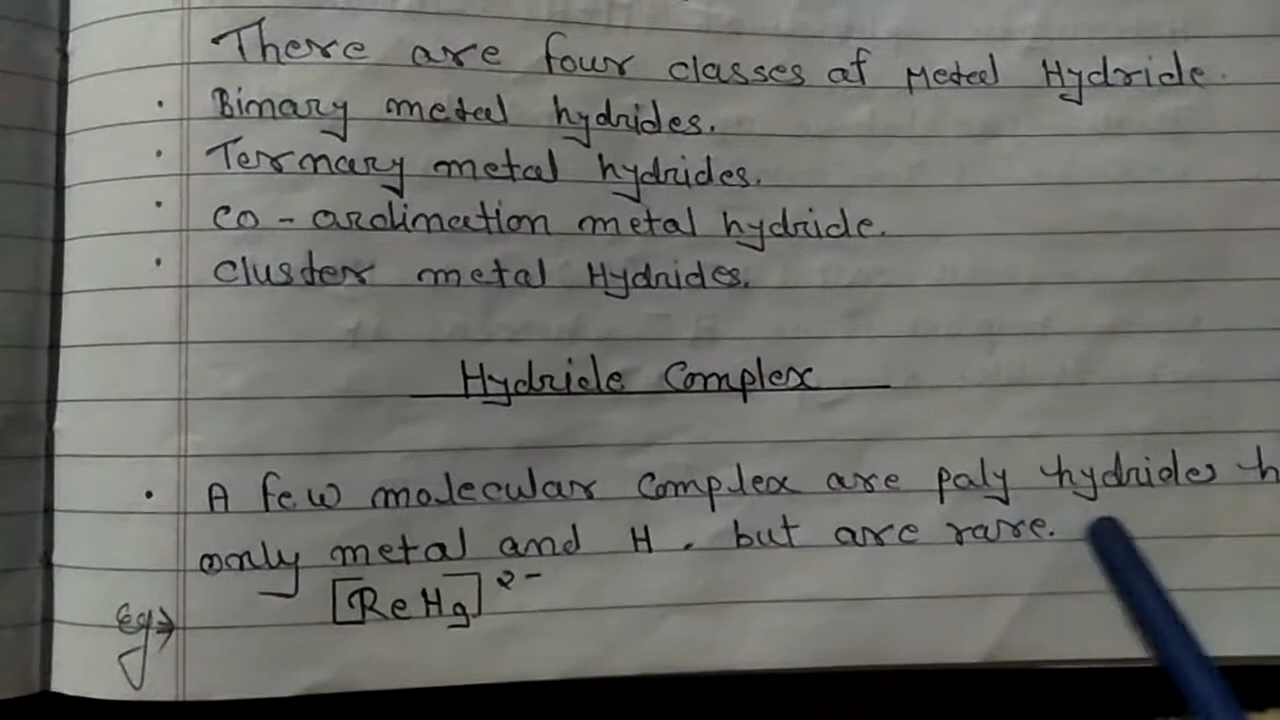 There are four classes of Metal Hydride.
· Binary metal hydrides.
· Ternary metal hydrides.
· Co-ordination metal hydride.
· Cluster metal Hydrides.
Hydride Complex
· A few molecular Complex are poly hydrides h
only metal and H. but are rare.
Eg→ [ReH9]2-